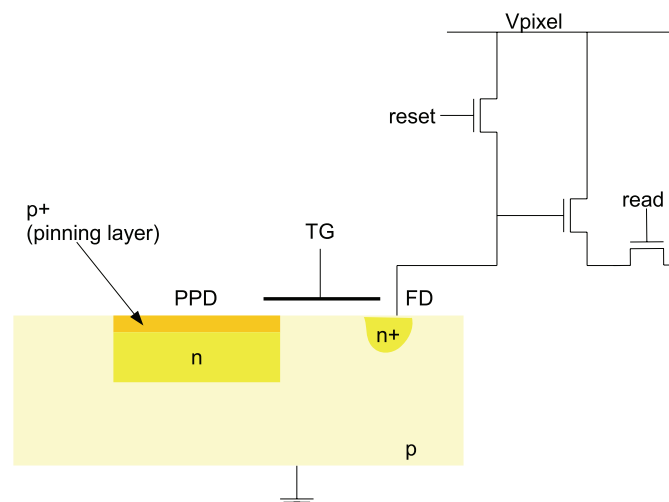 Vpixel
reset
read
p+
(pinning layer)
TG
PPD
FD
n
n+
p